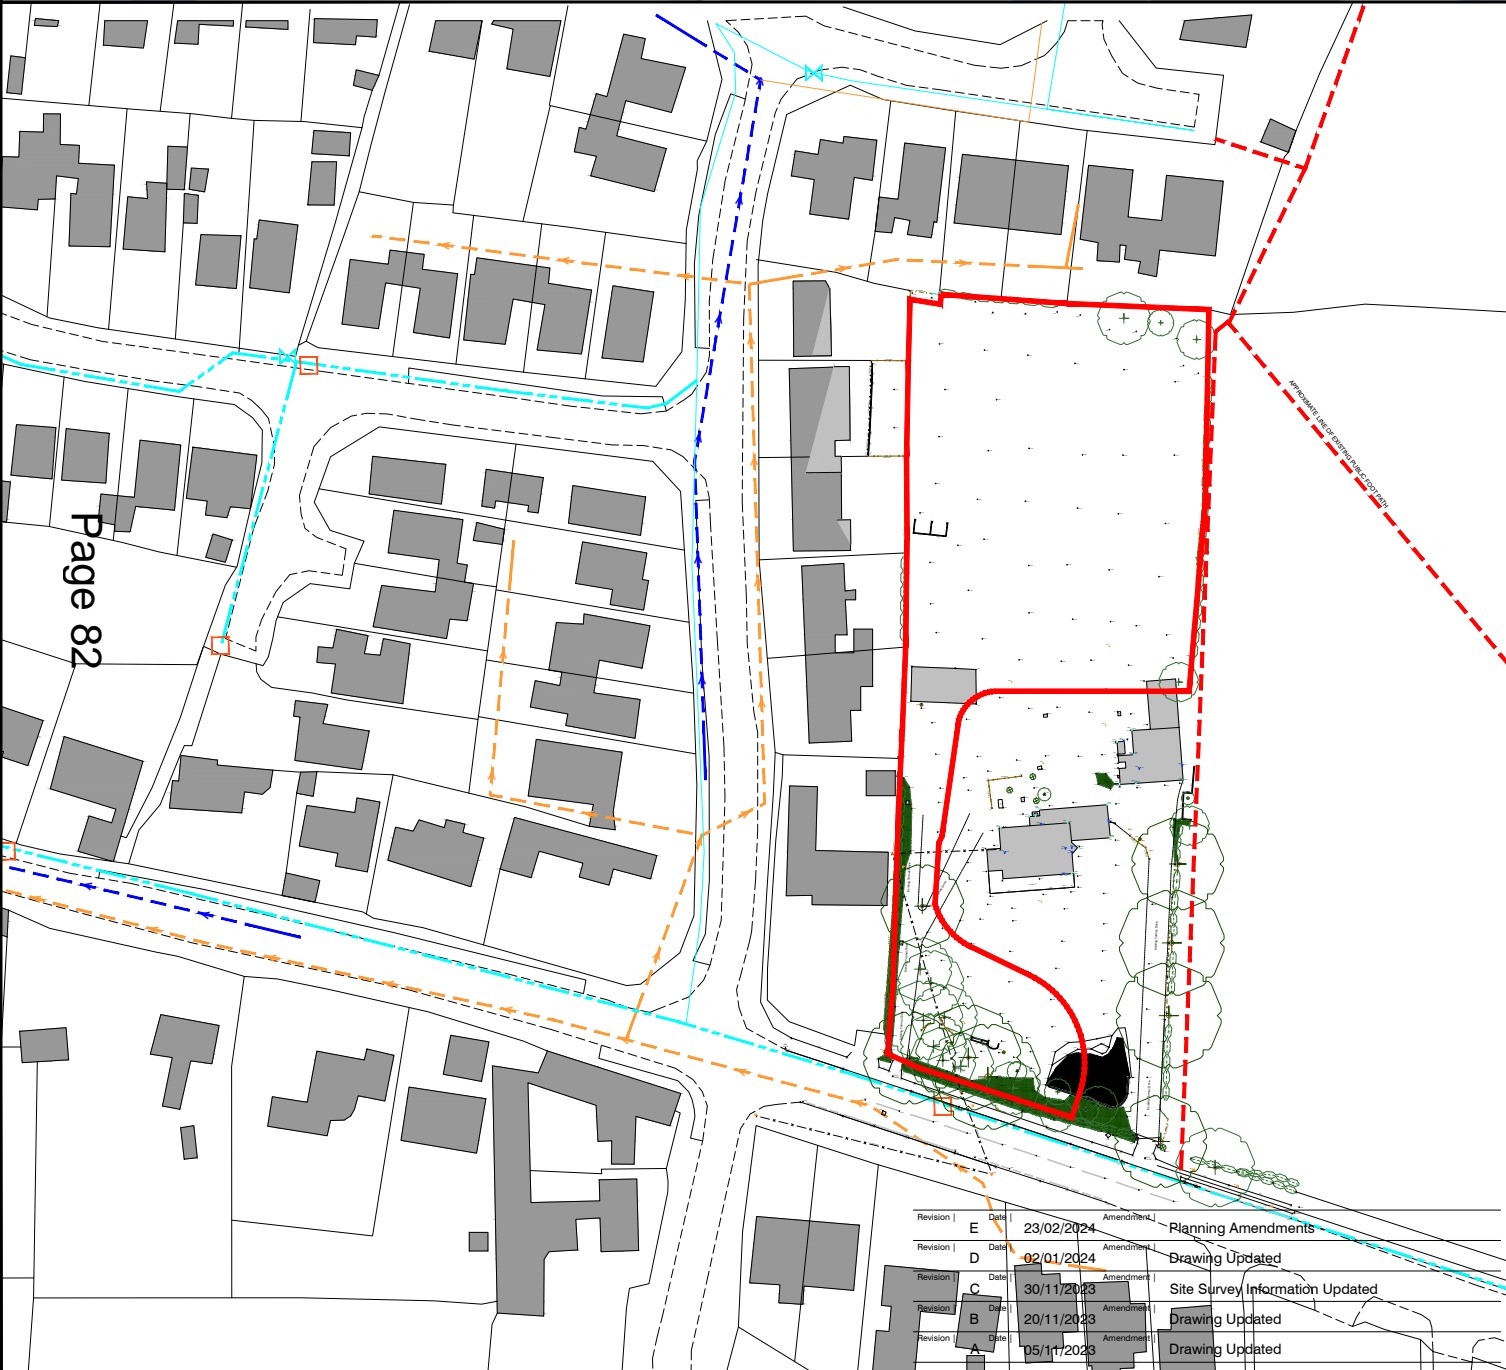 APPROXIMATE LINE OF EXISTING PUBLIC FOOT PATH
Page 82
Revision | E Date | 23/02/2024 Amendment | Planning Amendments
Revision | D Date | 02/01/2024 Amendment | Drawing Updated
Revision | C Date | 30/11/2023 Amendment | Site Survey Information Updated
Revision | B Date | 20/11/2023 Amendment | Drawing Updated
Revision | A Date | 05/11/2023 Amendment | Drawing Updated